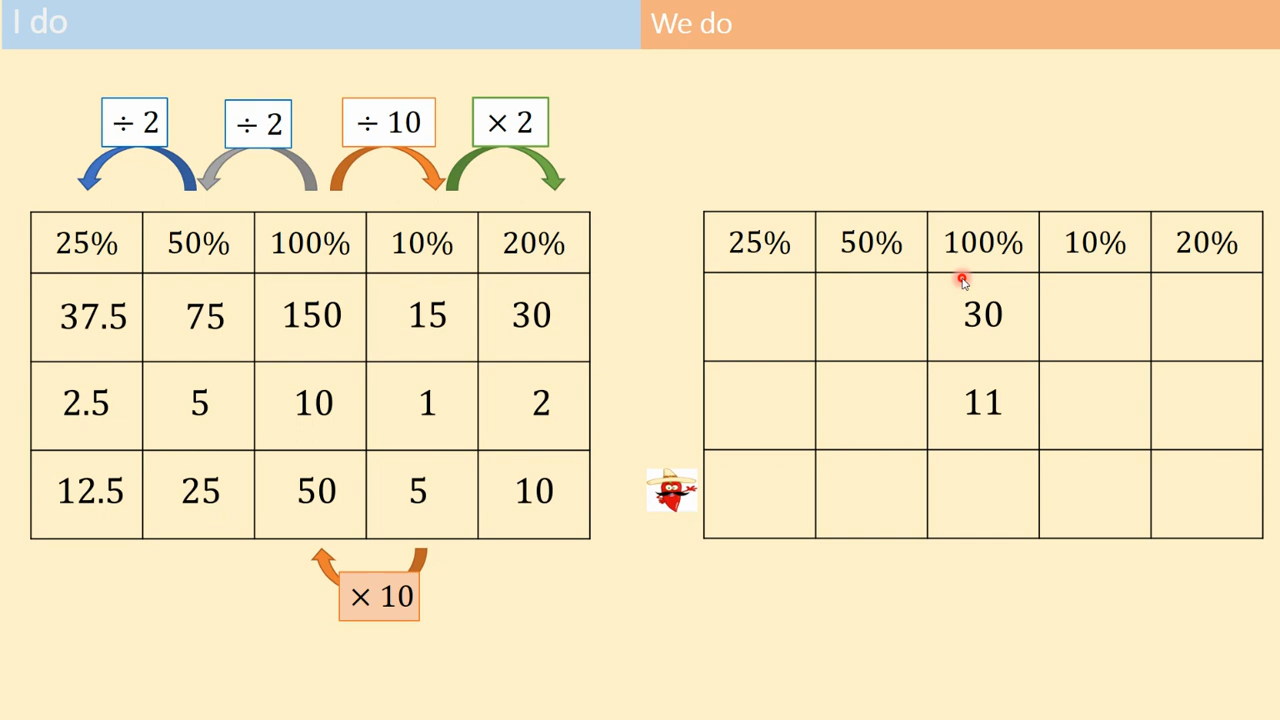 I do
÷ 2 ÷ 2 ÷ 10 × 2
25% 50% 100% 10% 20%
37.5 75 150 15 30
2.5 5 10 1 2
12.5 25 50 5 10
× 10
We do
25% 50% 100% 10% 20%
30
11